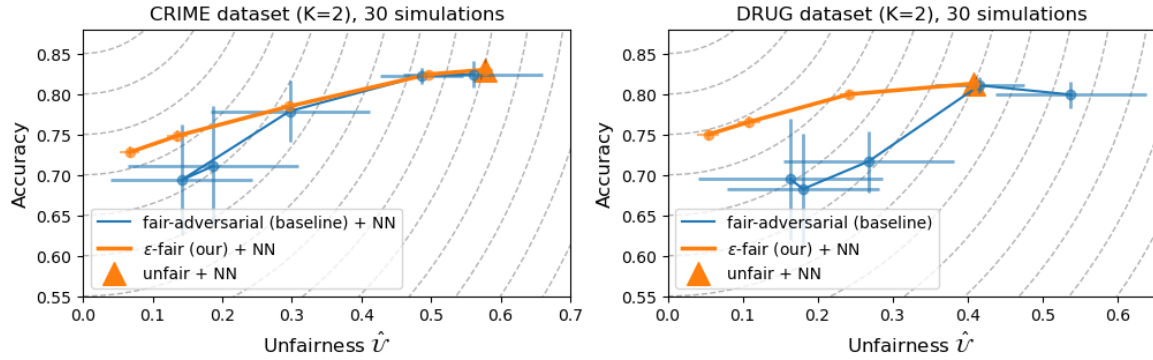 CRIME dataset (K=2), 30 simulations
Accuracy
0.85
0.80
0.75
0.70
0.65
0.60
0.55
fair-adversarial (baseline) + NN
ε-fair (our) + NN
unfair + NN
0.0 0.1 0.2 0.3 0.4 0.5 0.6 0.7
Unfairness 𝒰̂
DRUG dataset (K=2), 30 simulations
Accuracy
0.85
0.80
0.75
0.70
0.65
0.60
0.55
fair-adversarial (baseline)
ε-fair (our) + NN
unfair + NN
0.0 0.1 0.2 0.3 0.4 0.5 0.6
Unfairness 𝒰̂